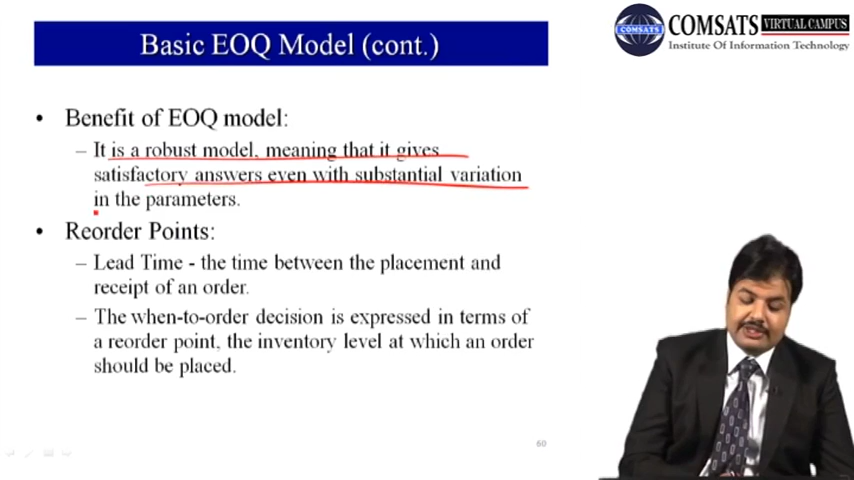 Basic EOQ Model (cont.)
COMSATS VIRTUAL CAMPUS
COMSATS
Institute Of Information Technology
• Benefit of EOQ model:
– It is a robust model, meaning that it gives
satisfactory answers even with substantial variation
in the parameters.
• Reorder Points:
– Lead Time - the time between the placement and
receipt of an order.
– The when-to-order decision is expressed in terms of
a reorder point, the inventory level at which an order
should be placed.
60